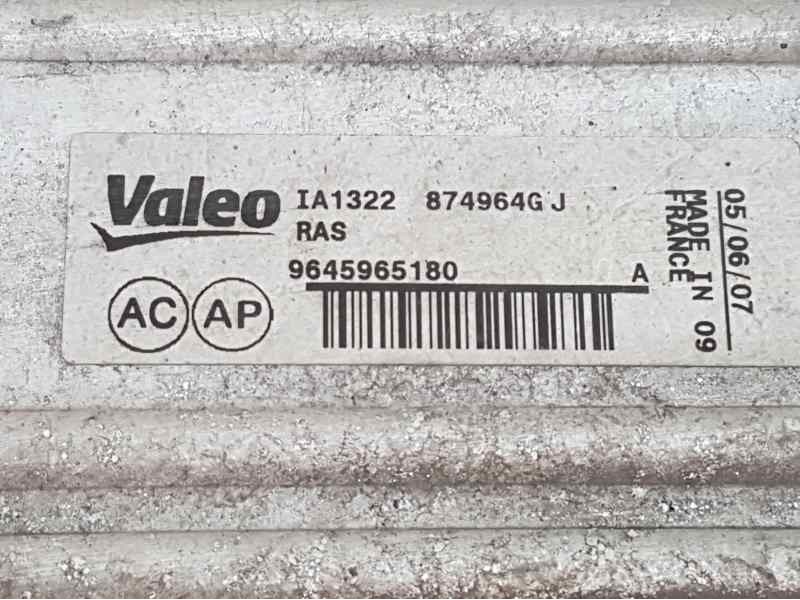 Valeo
IA1322 874964G J
RAS
9645965180 A
AC AP
05/06/07
MADE IN 09
FRANCE